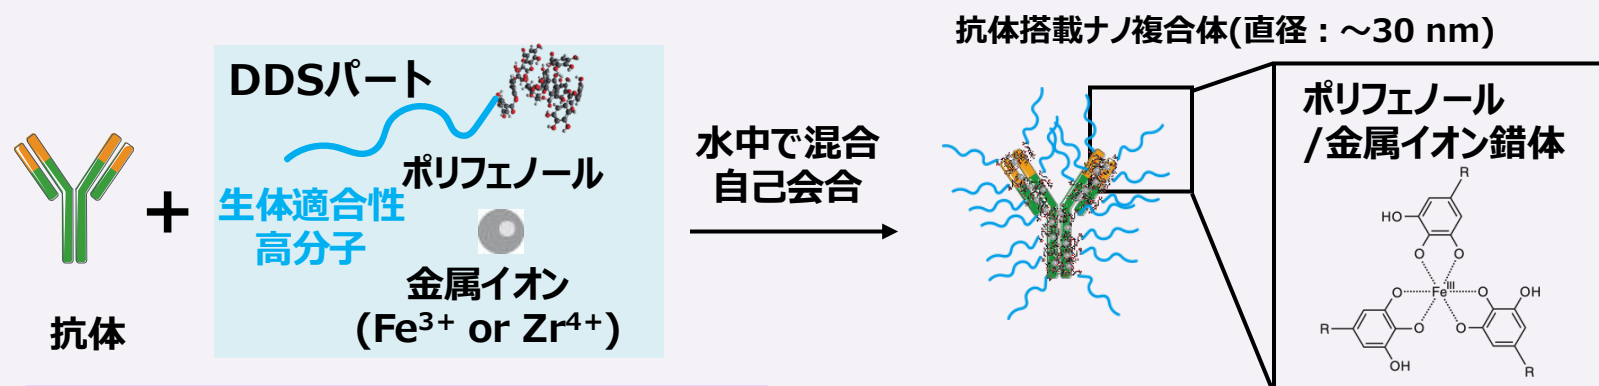 抗体搭載ナノ複合体(直径：～30 nm)
DDSパート
ポリフェノール
生体適合性
高分子
金属イオン
(Fe³⁺ or Zr⁴⁺)
抗体
+
水中で混合
自己会合
ポリフェノール
/金属イオン錯体
R
HO
O
O
Feᴵᴵᴵ
O
O
R
OH
O
OH
O
R